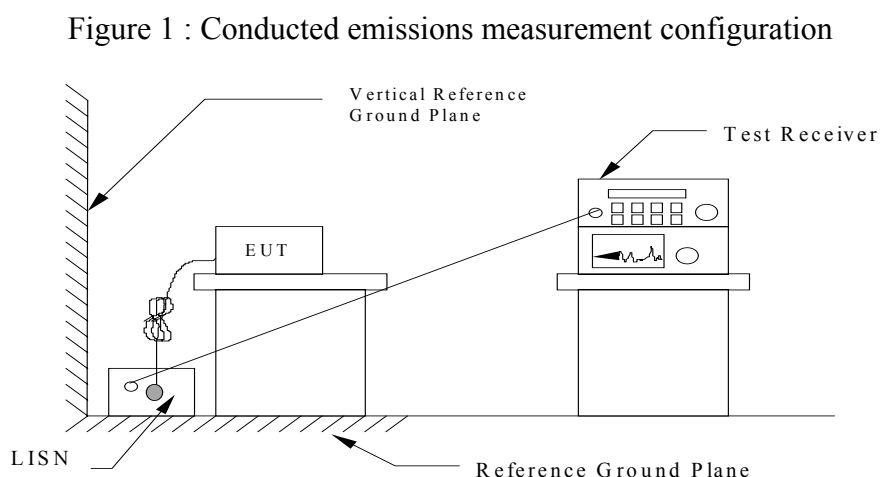 Figure 1 : Conducted emissions measurement configuration
Vertical Reference
Ground Plane
Test Receiver
EUT
LISN
Reference Ground Plane